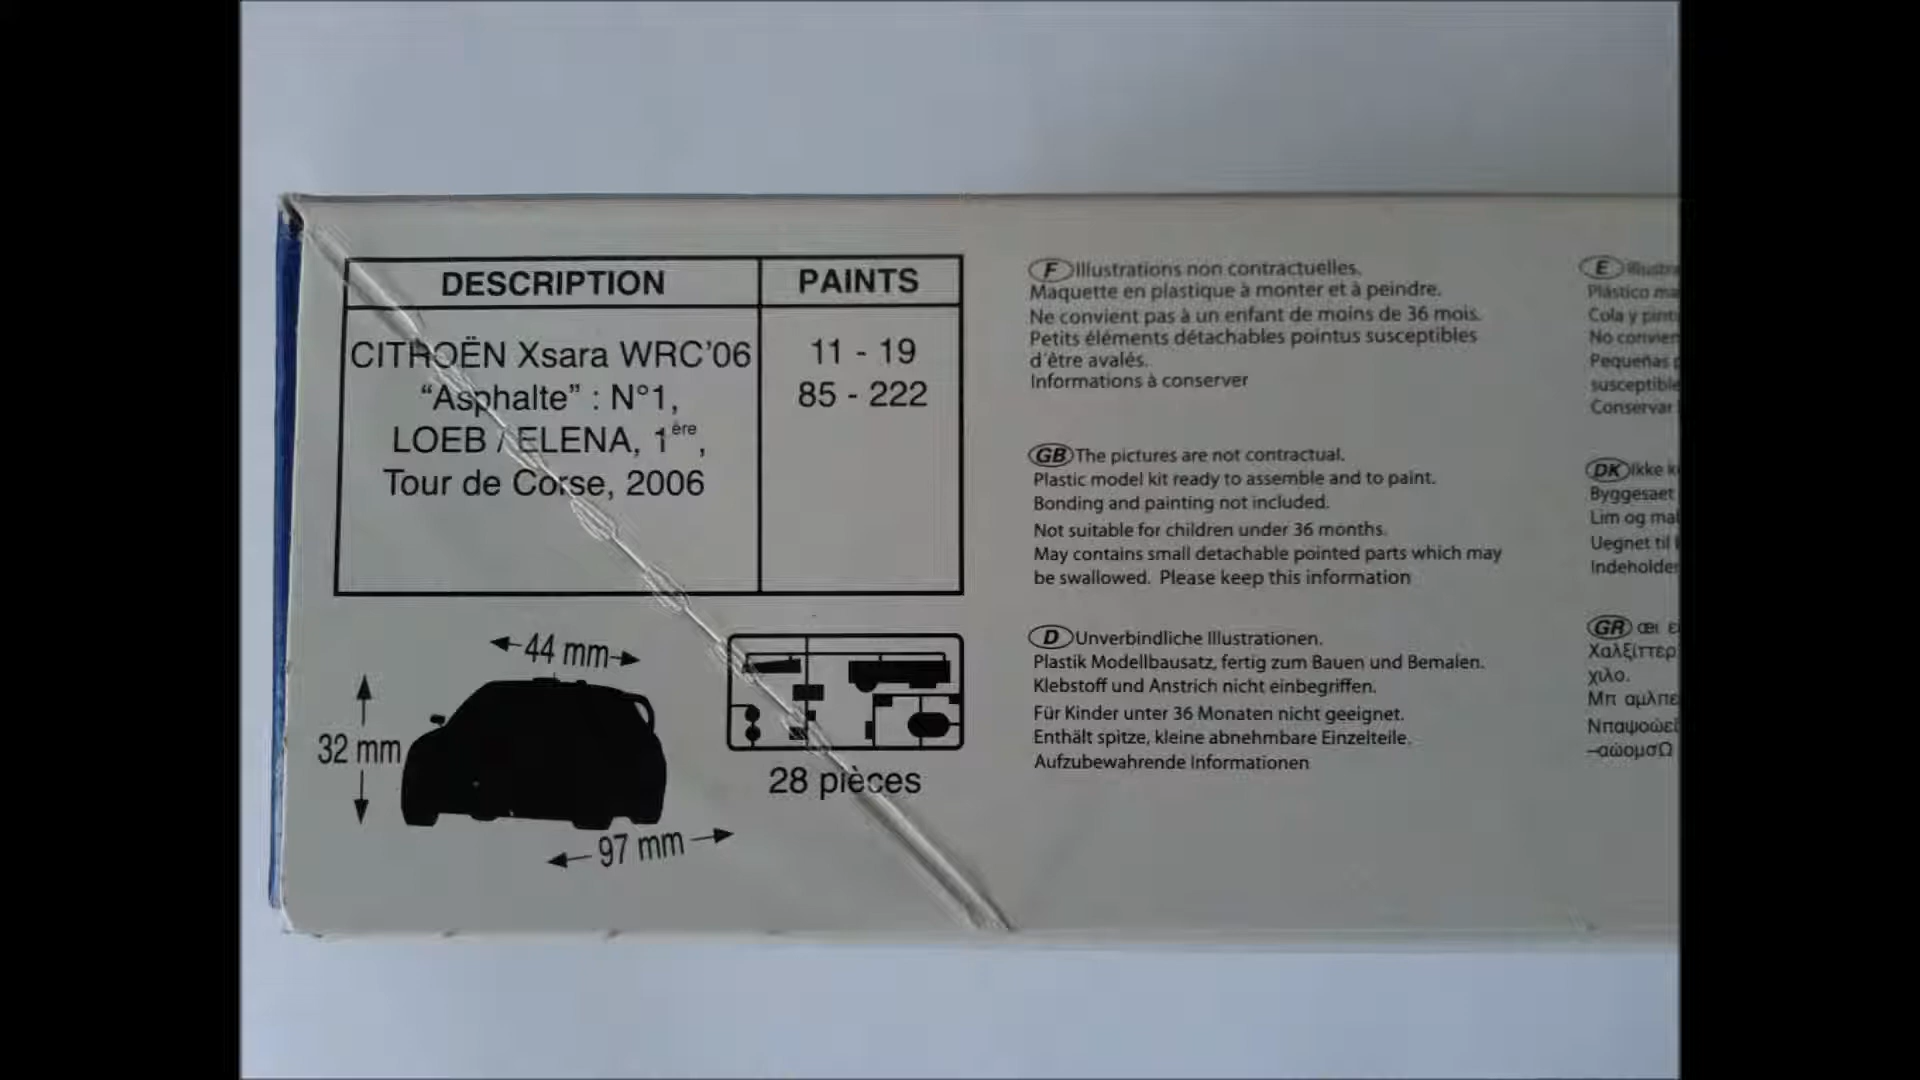 DESCRIPTION
PAINTS
CITROËN Xsara WRC'06
“Asphalte” : N°1,
LOEB / ELENA, 1ère,
Tour de Corse, 2006
11 - 19
85 - 222
44 mm
32 mm
97 mm
28 pièces
F Illustrations non contractuelles.
Maquette en plastique à monter et à peindre.
Ne convient pas à un enfant de moins de 36 mois.
Petits éléments détachables pointus susceptibles
d'être avalés.
Informations à conserver
GB The pictures are not contractual.
Plastic model kit ready to assemble and to paint.
Bonding and painting not included.
Not suitable for children under 36 months.
May contains small detachable pointed parts which may
be swallowed. Please keep this information
D Unverbindliche Illustrationen.
Plastik Modellbausatz, fertig zum Bauen und Bemalen.
Klebstoff und Anstrich nicht einbegriffen.
Für Kinder unter 36 Monaten nicht geeignet.
Enthält spitze, kleine abnehmbare Einzelteile.
Aufzubewahrende Informationen
E
Plástico
Cola y
No
Pequeñas
Conservar
DK Ikke
Byggesaet
Lim og
Uegnet til
GR
χιλο.
Μπ